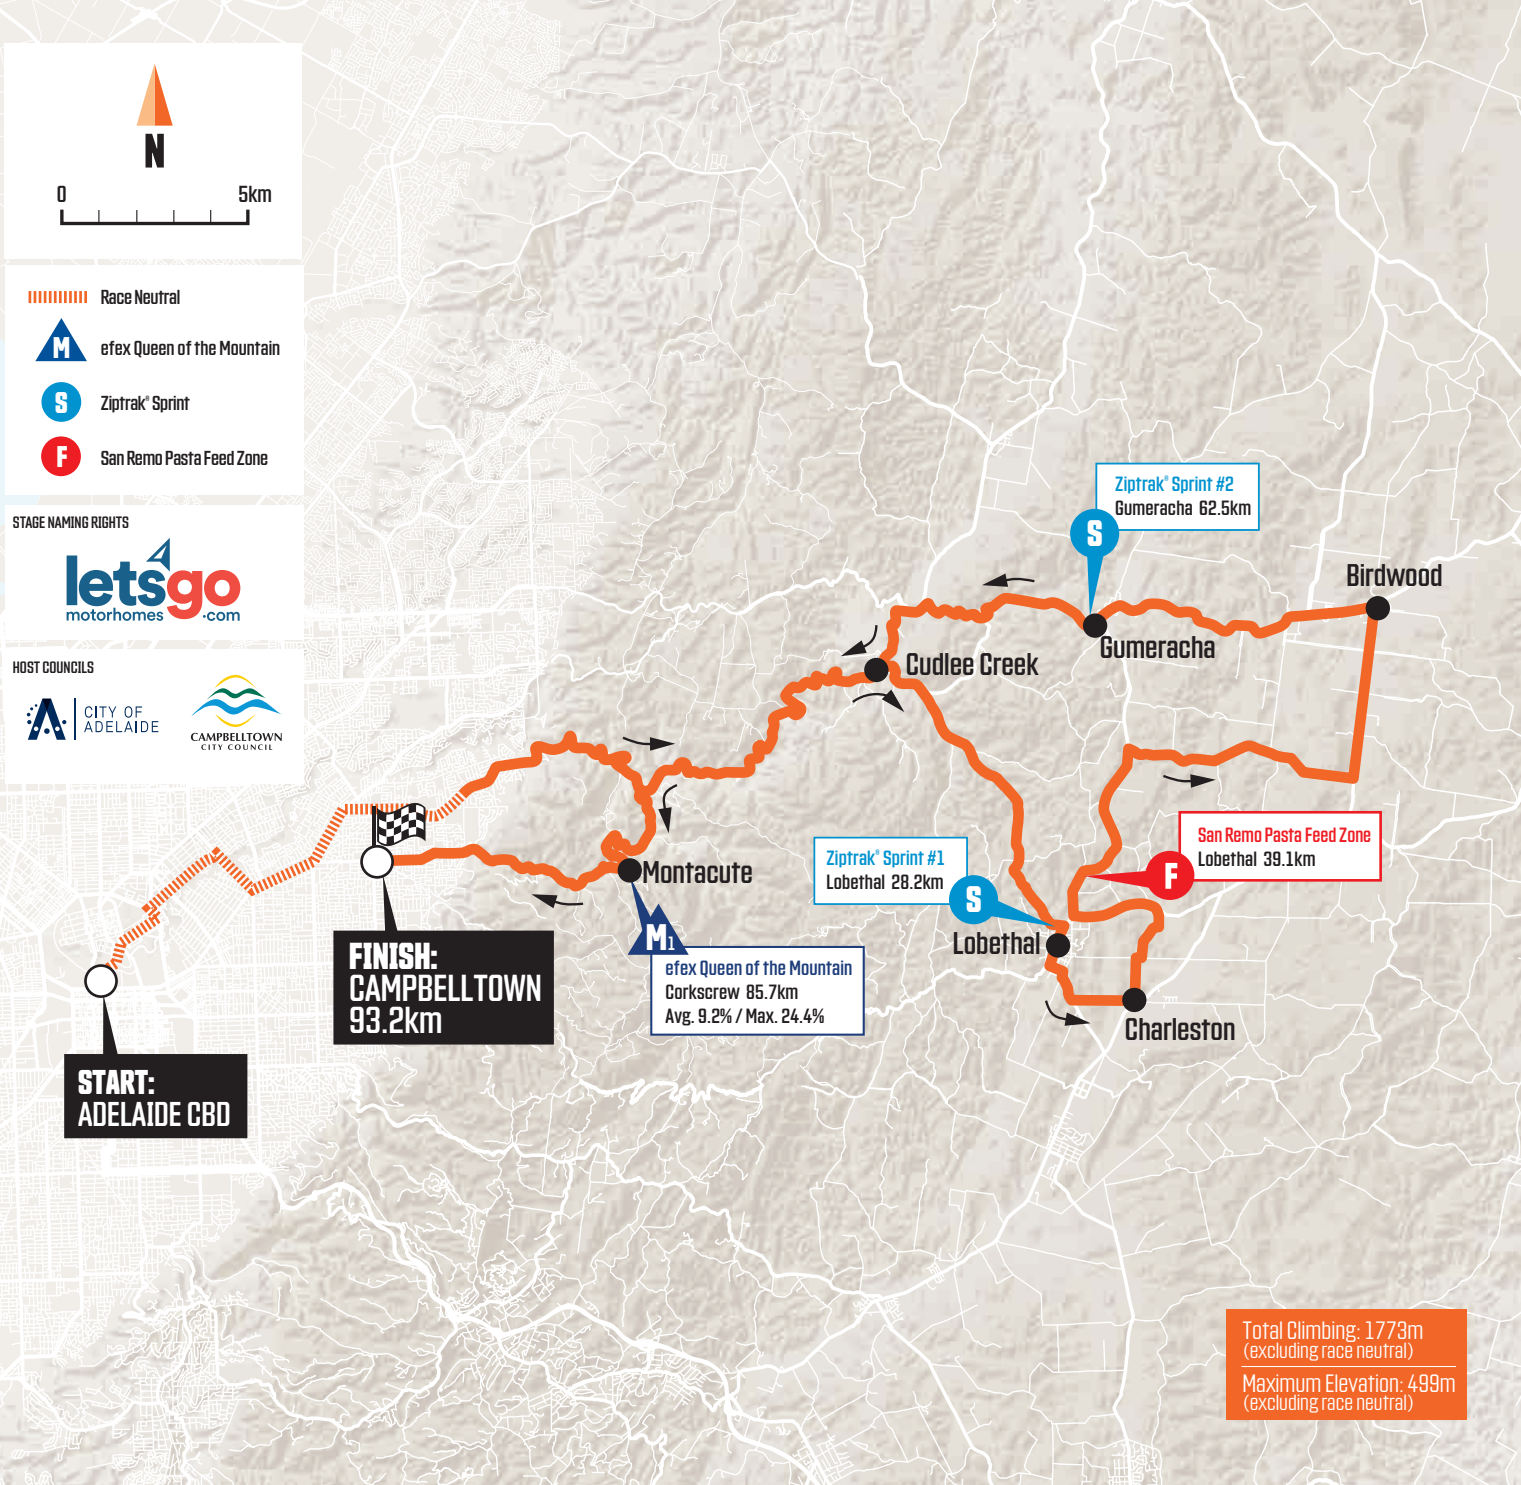 N
0 5km
Race Neutral
M efex Queen of the Mountain
S Ziptrak® Sprint
F San Remo Pasta Feed Zone
STAGE NAMING RIGHTS
letsgo
motorhomes .com
HOST COUNCILS
CITY OF
ADELAIDE
CAMPBELLTOWN
CITY COUNCIL
Ziptrak® Sprint #2
Gumeracha 62.5km
S
Birdwood
Gumeracha
Cudlee Creek
San Remo Pasta Feed Zone
Lobethal 39.1km
F
Ziptrak® Sprint #1
Lobethal 28.2km
S
Montacute
Lobethal
M1
efex Queen of the Mountain
Corkscrew 85.7km
Avg. 9.2% / Max. 24.4%
Charleston
FINISH:
CAMPBELLTOWN
93.2km
START:
ADELAIDE CBD
Total Climbing: 1773m
(excluding race neutral)
Maximum Elevation: 499m
(excluding race neutral)